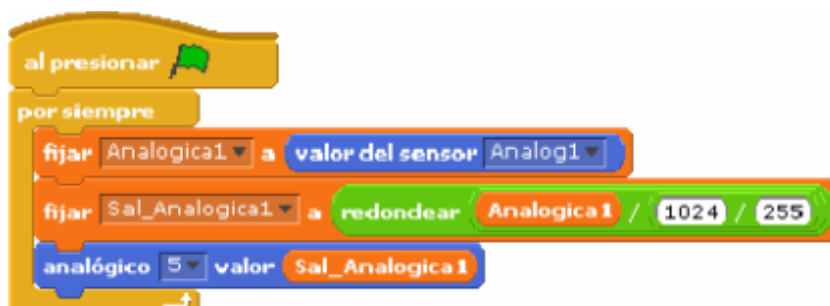 al presionar
por siempre
fijar Analogica1 a valor del sensor Analog1
fijar Sal_Analogica1 a redondear Analogica1 / 1024 / 255
analógico 5 valor Sal_Analogica1